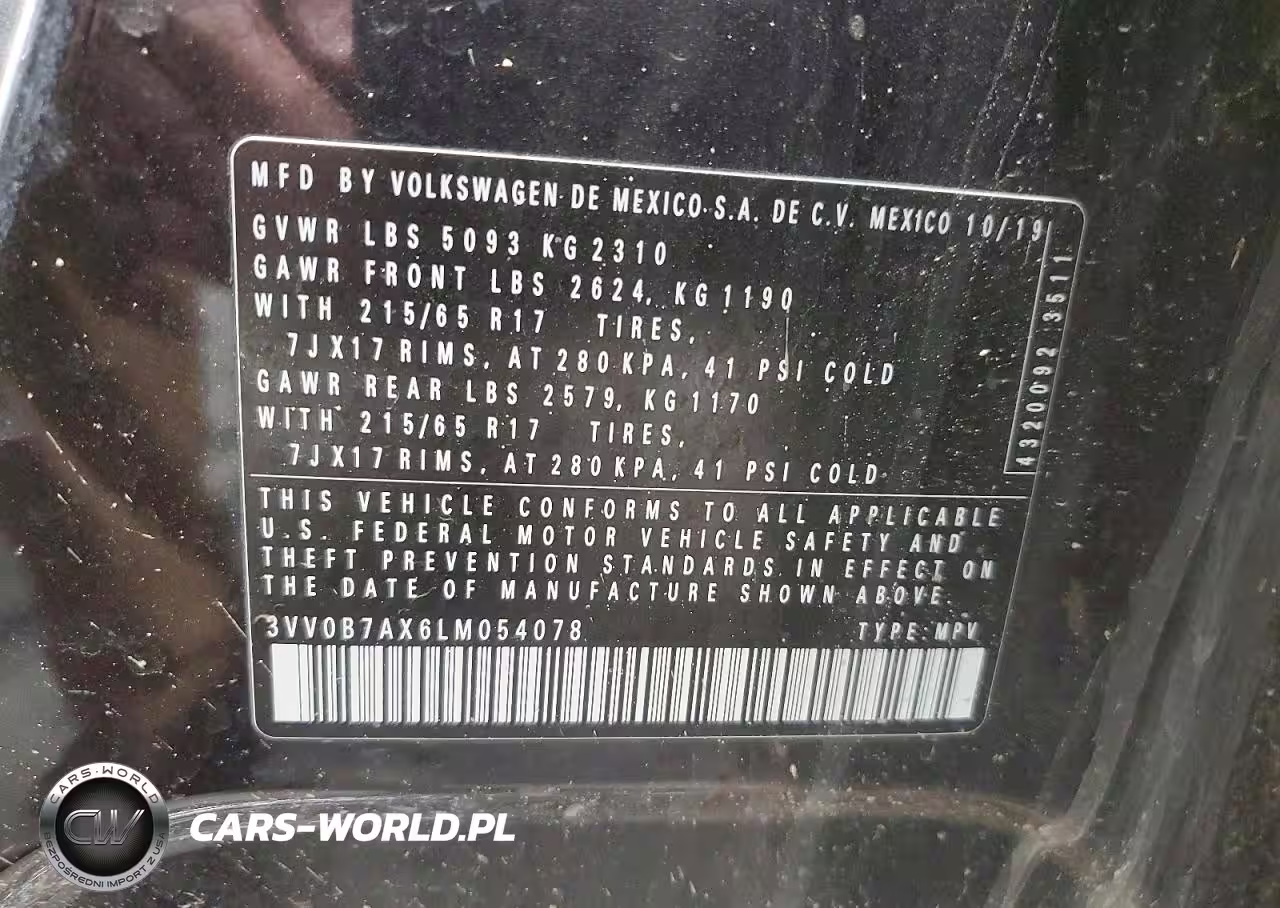 MFD BY VOLKSWAGEN DE MEXICO S.A. DE C.V. MEXICO 10/19
GVWR LBS 5093 KG 2310
GAWR FRONT LBS 2624, KG 1190
WITH 215/65 R17 TIRES,
7JX17 RIMS, AT 280 KPA, 41 PSI COLD
GAWR REAR LBS 2579, KG 1170
WITH 215/65 R17 TIRES,
7JX17 RIMS, AT 280 KPA, 41 PSI COLD
4320092 3511
THIS VEHICLE CONFORMS TO ALL APPLICABLE
U.S. FEDERAL MOTOR VEHICLE SAFETY AND
THEFT PREVENTION STANDARDS IN EFFECT ON
THE DATE OF MANUFACTURE SHOWN ABOVE.
3VV0B7AX6LM054078 TYPE: MPV
CARS-WORLD
CW
BEZPOŚREDNI IMPORT Z USA
CARS-WORLD.PL